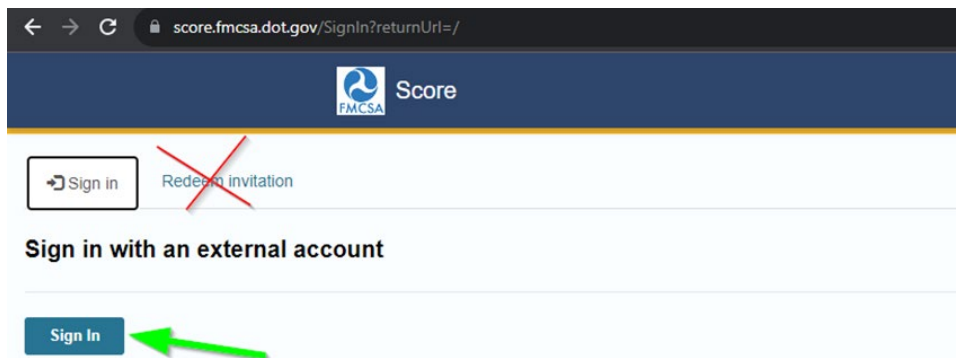 score.fmcsa.dot.gov/SignIn?returnUrl=/
FMCSA Score
Sign in Redeem invitation
Sign in with an external account
Sign In